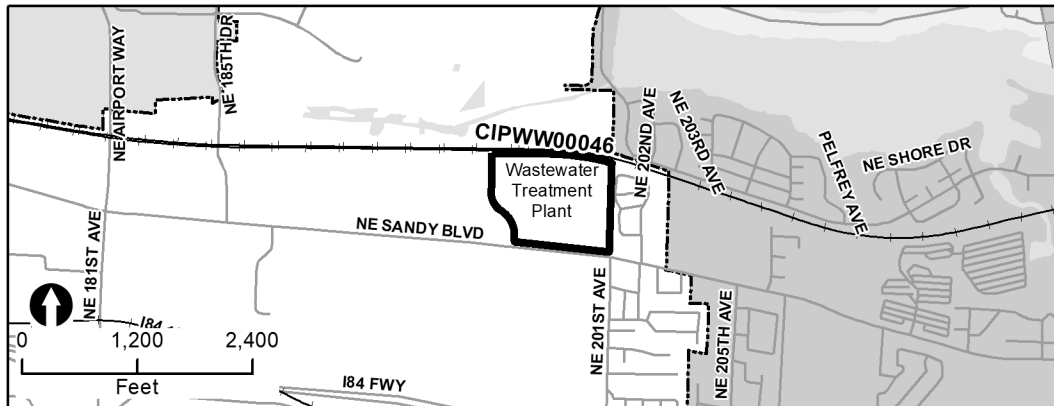 NE AIRPORT WAY
NE 185TH DR
CIPWW00046
NE 202ND AVE
NE 203RD AVE
PELFREY AVE
NE SHORE DR
Wastewater
Treatment
Plant
NE SANDY BLVD
NE 181ST AVE
NE 201ST AVE
NE 205TH AVE
I84
0
1,200
2,400
Feet
I84 FWY